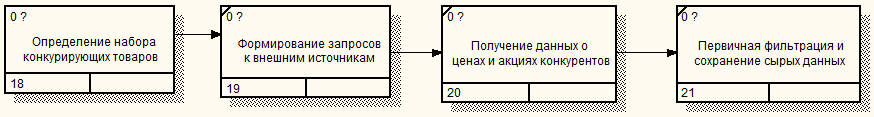 0 ?
Определение набора
конкурирующих товаров
18
0 ?
Формирование запросов
к внешним источникам
19
0 ?
Получение данных о
ценах и акциях конкурентов
20
0 ?
Первичная фильтрация и
сохранение сырых данных
21